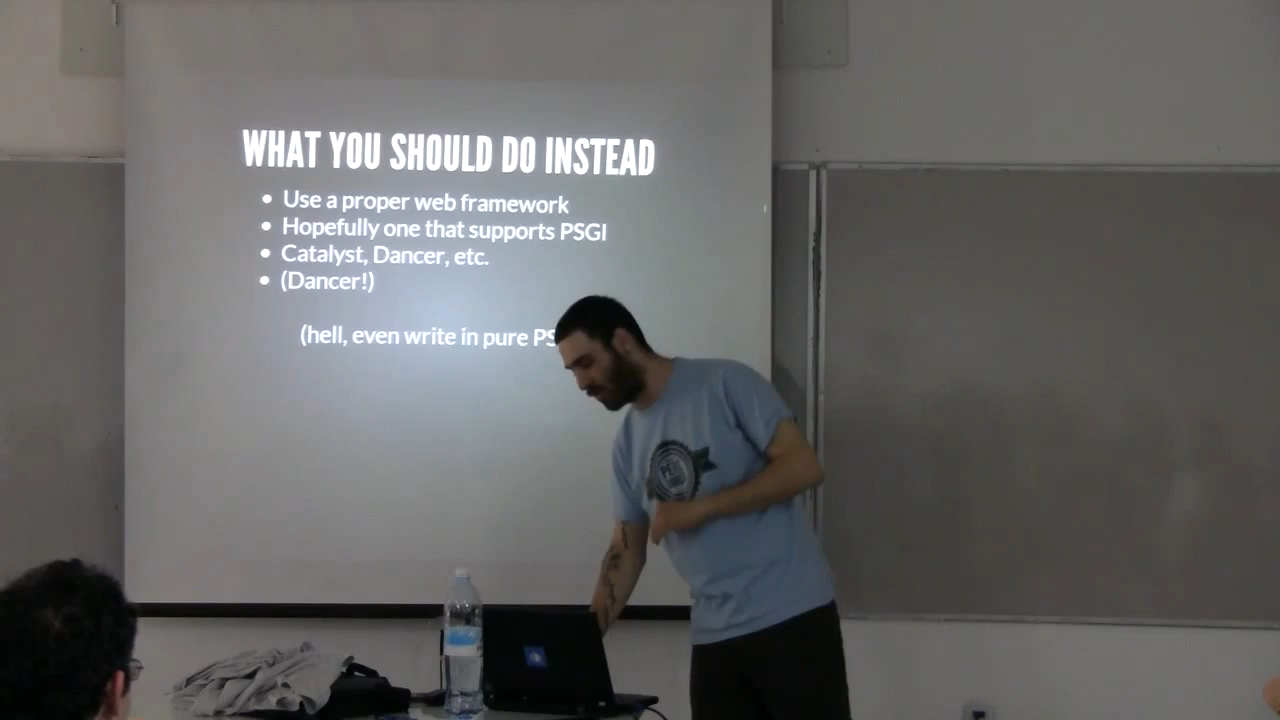 WHAT YOU SHOULD DO INSTEAD
• Use a proper web framework
• Hopefully one that supports PSGI
• Catalyst, Dancer, etc.
• (Dancer!)
(hell, even write in pure PS